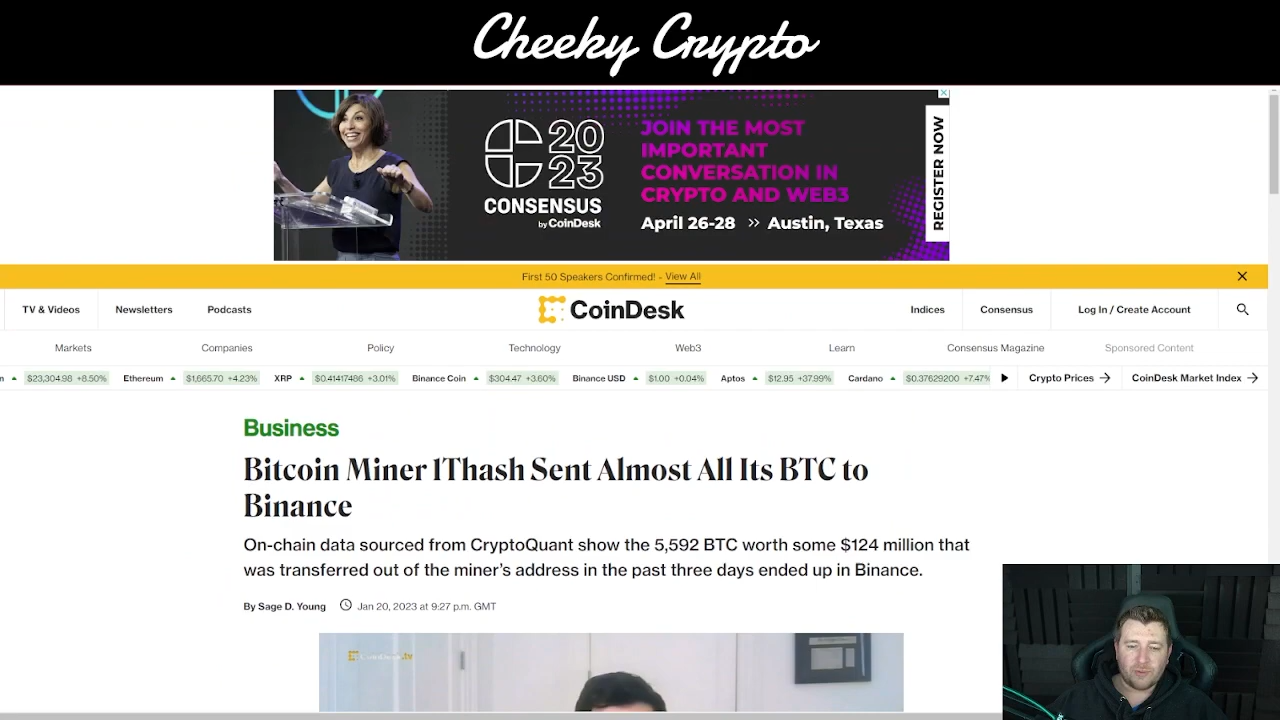 Cheeky Crypto
2023
CONSENSUS
by CoinDesk
JOIN THE MOST
IMPORTANT
CONVERSATION IN
CRYPTO AND WEB3
April 26-28 >> Austin, Texas
REGISTER NOW
First 50 Speakers Confirmed! - View All
TV & Videos Newsletters Podcasts CoinDesk Indices Consensus Log In / Create Account
Markets Companies Policy Technology Web3 Learn Consensus Magazine Sponsored Content
$23,304.98 +8.50% Ethereum $1,665.70 +4.23% XRP $0.41417486 +3.01% Binance Coin $304.47 +3.60% Binance USD $1.00 +0.04% Aptos $12.95 +37.99% Cardano $0.37629200 +7.47% Crypto Prices → CoinDesk Market Index →
Business
Bitcoin Miner 1Thash Sent Almost All Its BTC to
Binance
On-chain data sourced from CryptoQuant show the 5,592 BTC worth some $124 million that
was transferred out of the miner's address in the past three days ended up in Binance.
By Sage D. Young Jan 20, 2023 at 9:27 p.m. GMT
CoinDesk.tv